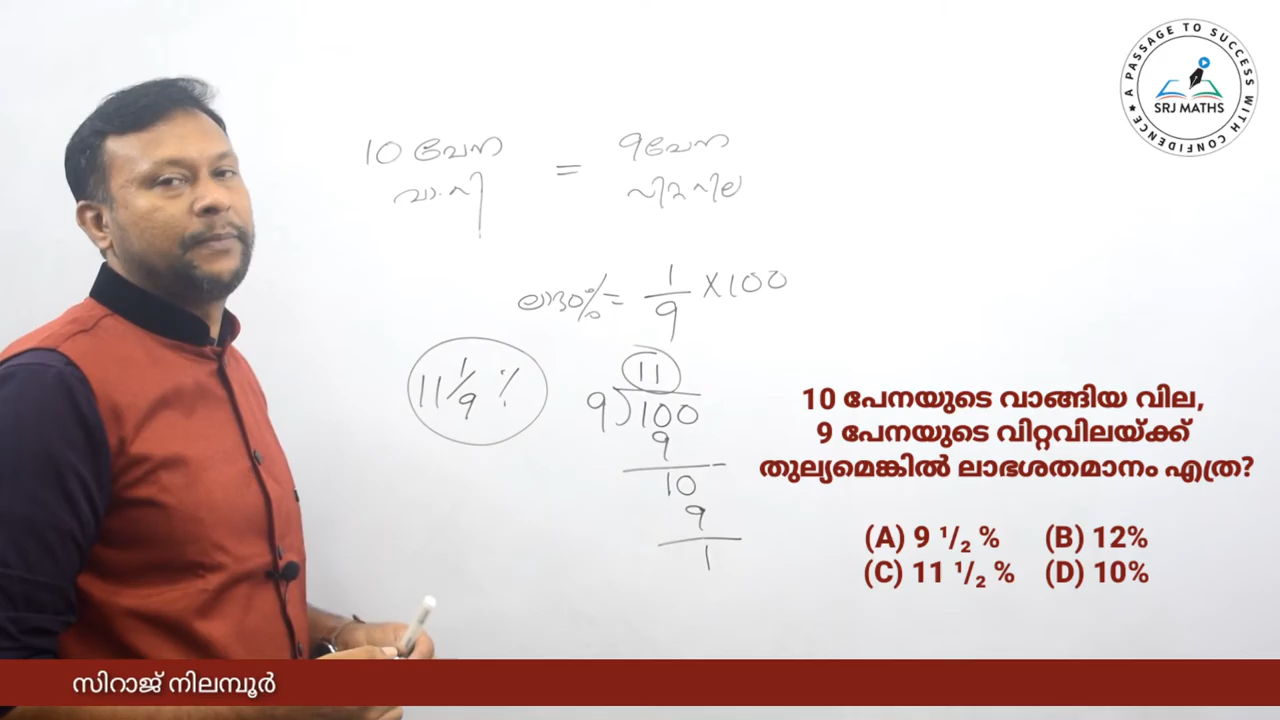 A PASSAGE TO SUCCESS WITH CONFIDENCE
SRJ MATHS
10 പേന = 9 പേന
വാ.വി വിറ്റവില
ലാഭം% = 1/9 X 100
11 1/9 %
11
9)100
9
10
9
1
10 പേനയുടെ വാങ്ങിയ വില,
9 പേനയുടെ വിറ്റവിലയ്ക്ക്
തുല്യമെങ്കിൽ ലാഭശതമാനം എത്ര?
(A) 9 ¹/₂ % (B) 12%
(C) 11 ¹/₂ % (D) 10%
സിറാജ് നിലമ്പൂർ